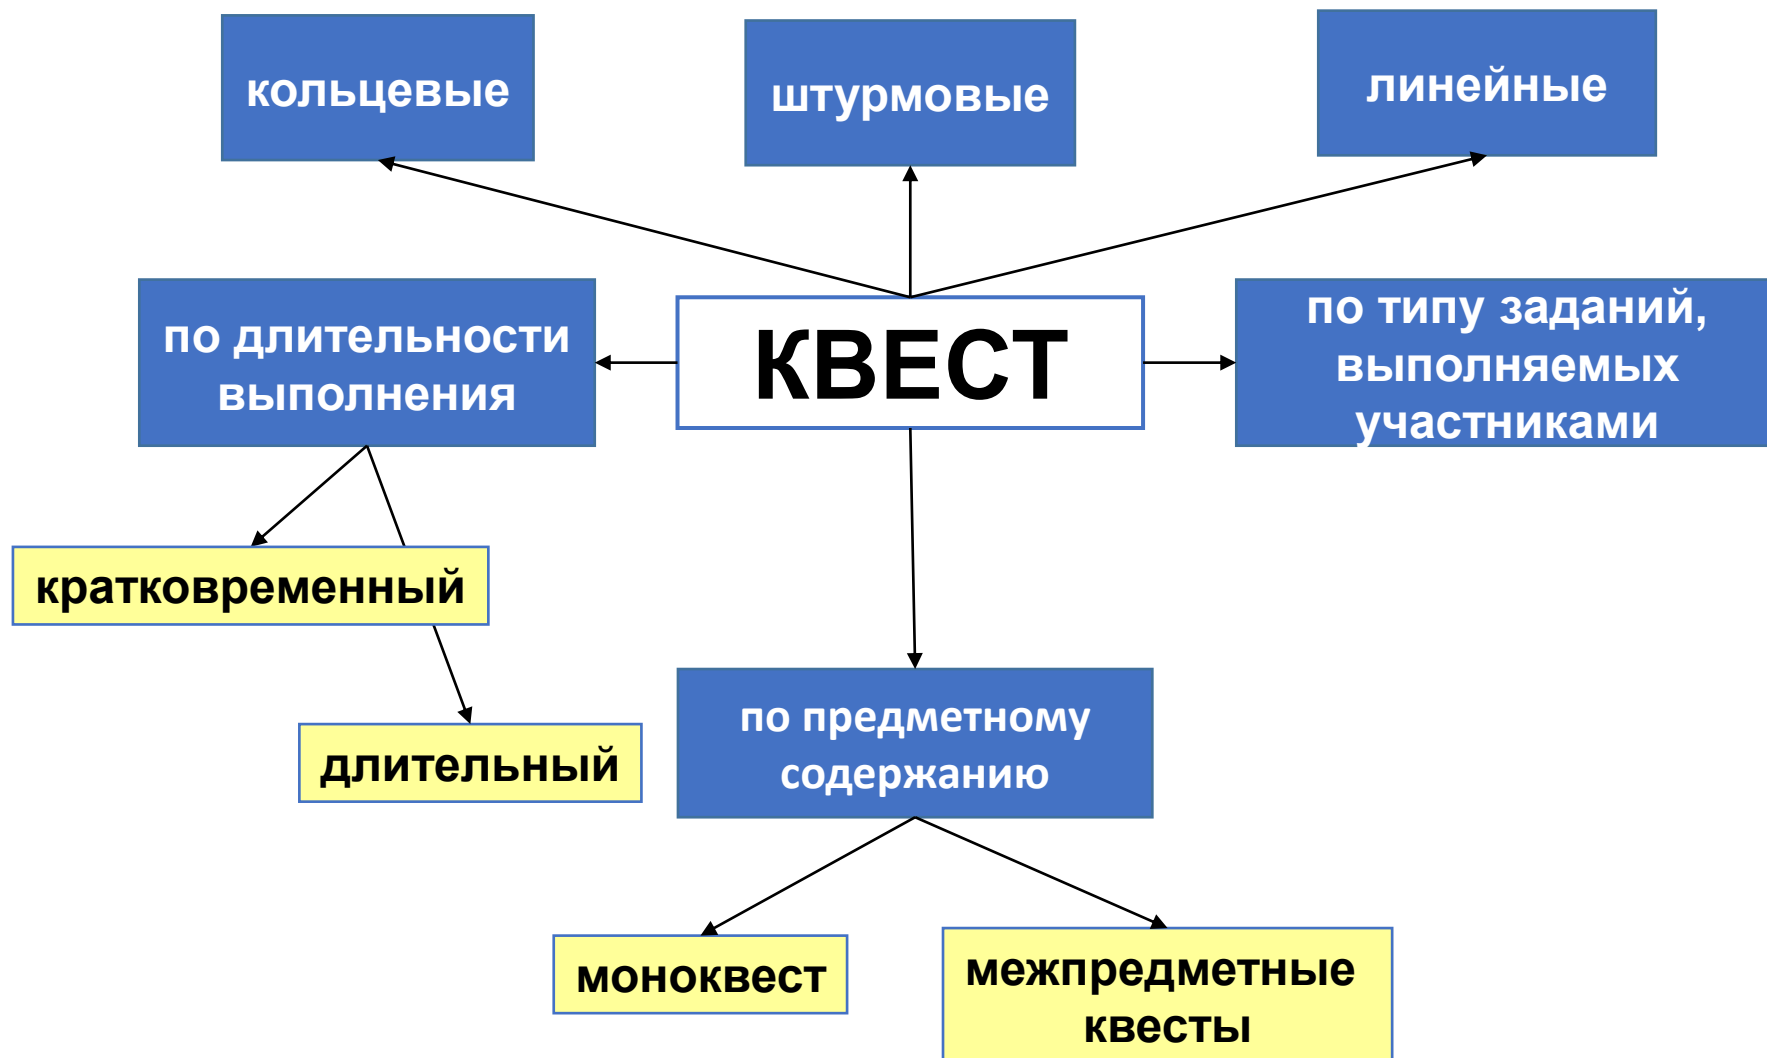 кольцевые
штурмовые
линейные
по длительности
выполнения
КВЕСТ
по типу заданий,
выполняемых
участниками
кратковременный
длительный
по предметному
содержанию
моноквест
межпредметные
квесты